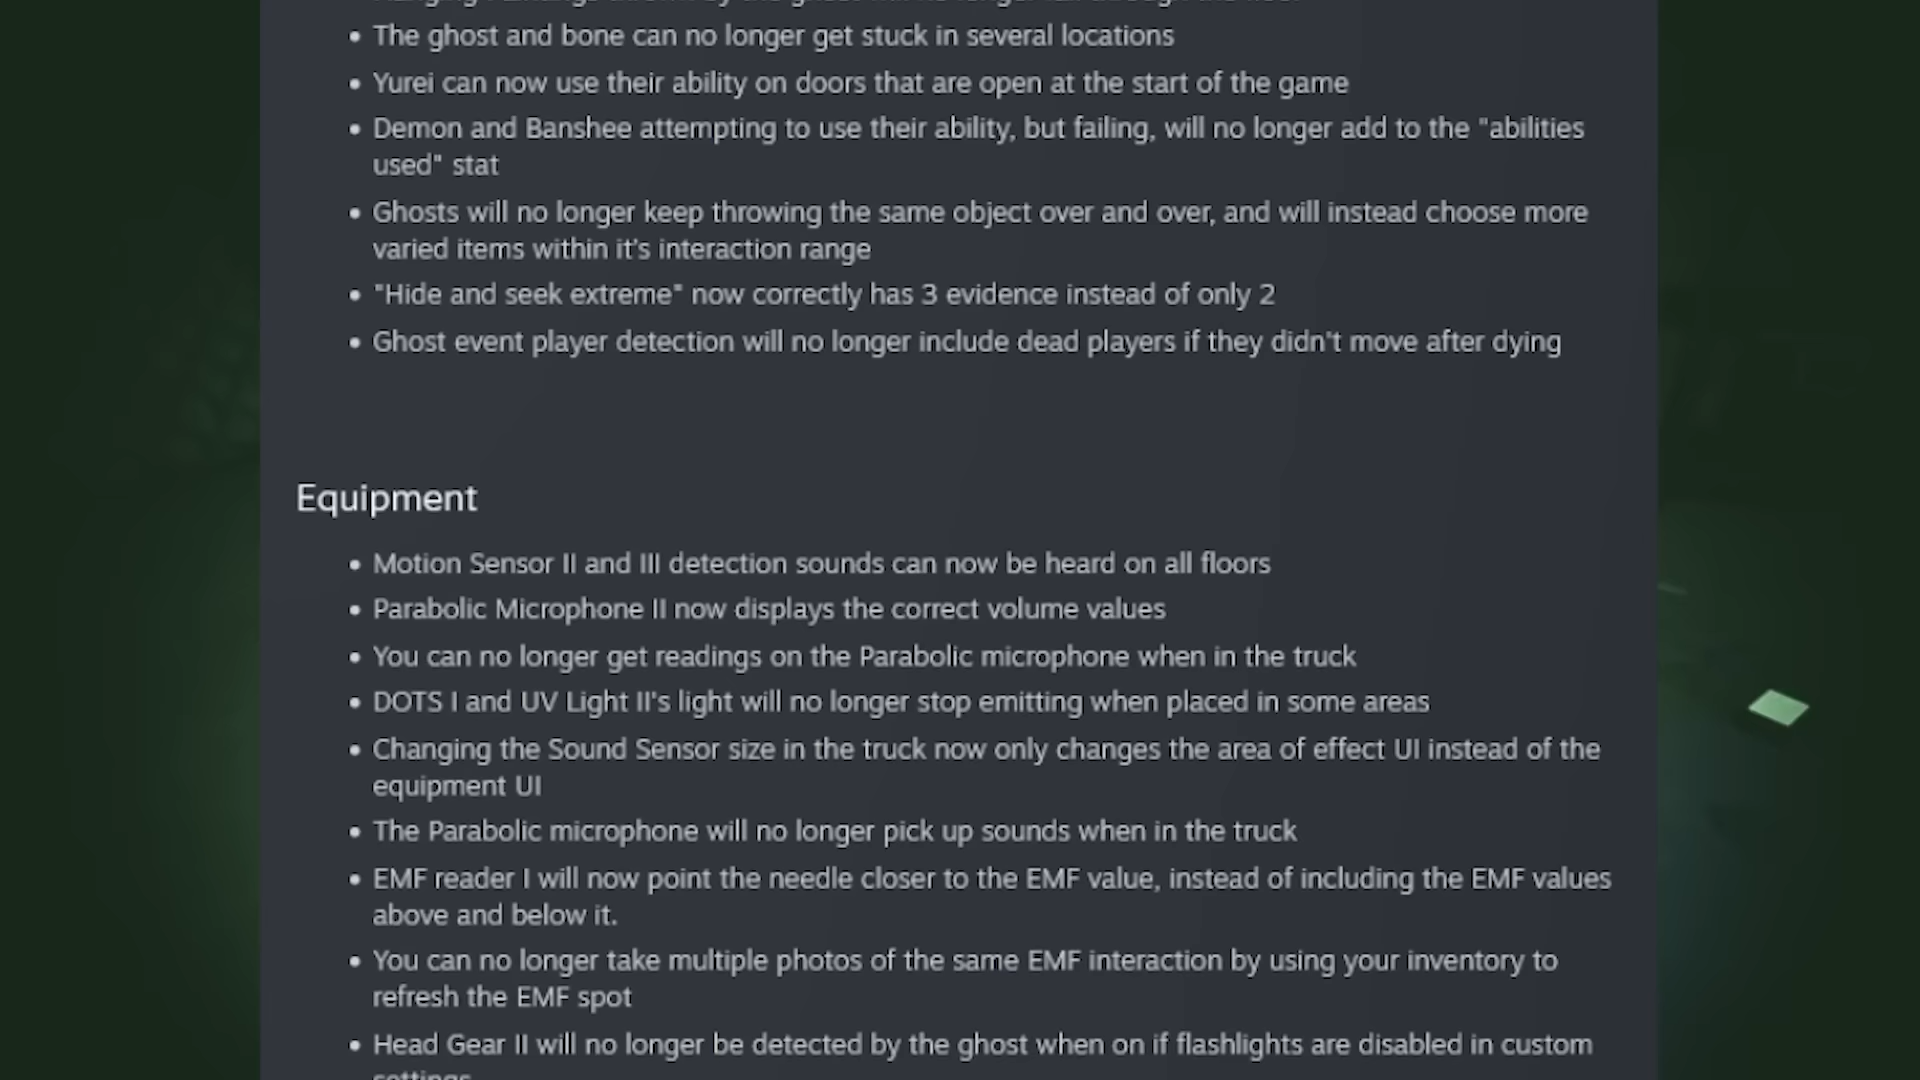 The ghost and bone can no longer get stuck in several locations
Yurei can now use their ability on doors that are open at the start of the game
Demon and Banshee attempting to use their ability, but failing, will no longer add to the "abilities
used" stat
Ghosts will no longer keep throwing the same object over and over, and will instead choose more
varied items within it's interaction range
"Hide and seek extreme" now correctly has 3 evidence instead of only 2
Ghost event player detection will no longer include dead players if they didn't move after dying
Equipment
Motion Sensor II and III detection sounds can now be heard on all floors
Parabolic Microphone II now displays the correct volume values
You can no longer get readings on the Parabolic microphone when in the truck
DOTS I and UV Light II's light will no longer stop emitting when placed in some areas
Changing the Sound Sensor size in the truck now only changes the area of effect UI instead of the
equipment UI
The Parabolic microphone will no longer pick up sounds when in the truck
EMF reader I will now point the needle closer to the EMF value, instead of including the EMF values
above and below it.
You can no longer take multiple photos of the same EMF interaction by using your inventory to
refresh the EMF spot
Head Gear II will no longer be detected by the ghost when on if flashlights are disabled in custom
settings